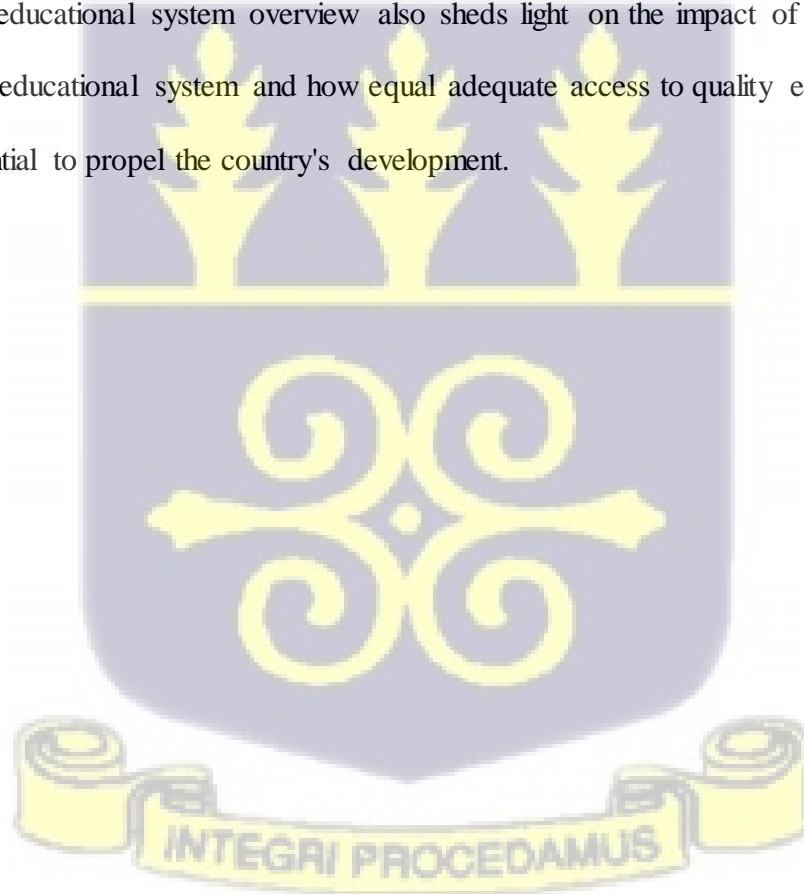 educational system overview also sheds light on the impact of
educational system and how equal adequate access to quality
to propel the country's development.
INTEGRI PROCEDAMUS